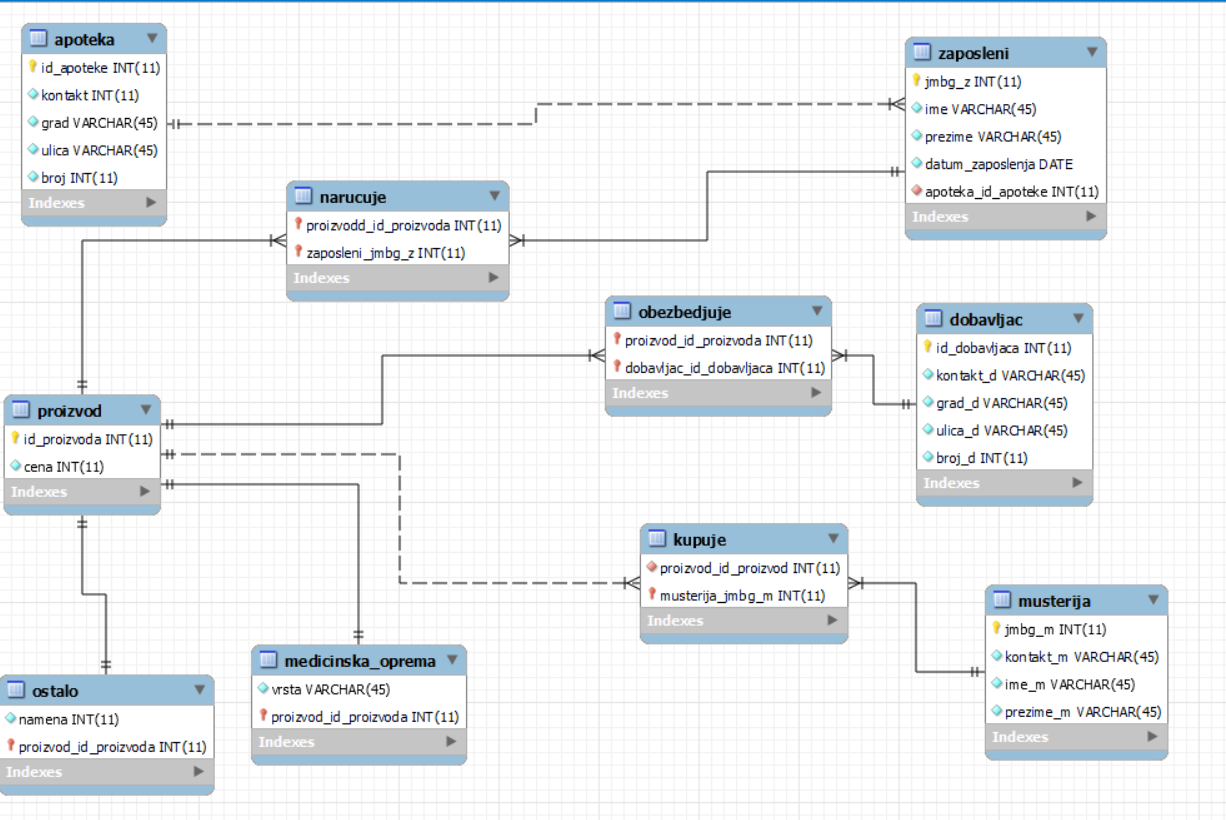 apoteka
id_apoteke INT(11)
kontakt INT(11)
grad VARCHAR(45)
ulica VARCHAR(45)
broj INT(11)
Indexes
zaposleni
jmbg_z INT(11)
ime VARCHAR(45)
prezime VARCHAR(45)
datum_zaposlenja DATE
apoteka_id_apoteke INT(11)
Indexes
narucuje
proizvodd_id_proizvoda INT(11)
zaposleni_jmbg_z INT(11)
Indexes
obezbedjuje
proizvod_id_proizvoda INT(11)
dobavljac_id_dobavljaca INT(11)
Indexes
dobavljac
id_dobavljaca INT(11)
kontakt_d VARCHAR(45)
grad_d VARCHAR(45)
ulica_d VARCHAR(45)
broj_d INT(11)
Indexes
proizvod
id_proizvoda INT(11)
cena INT(11)
Indexes
kupuje
proizvod_id_proizvod INT(11)
musterija_jmbg_m INT(11)
Indexes
musterija
jmbg_m INT(11)
kontakt_m VARCHAR(45)
ime_m VARCHAR(45)
prezime_m VARCHAR(45)
Indexes
medicinska_oprema
vrsta VARCHAR(45)
proizvod_id_proizvoda INT(11)
Indexes
ostalo
namena INT(11)
proizvod_id_proizvoda INT(11)
Indexes